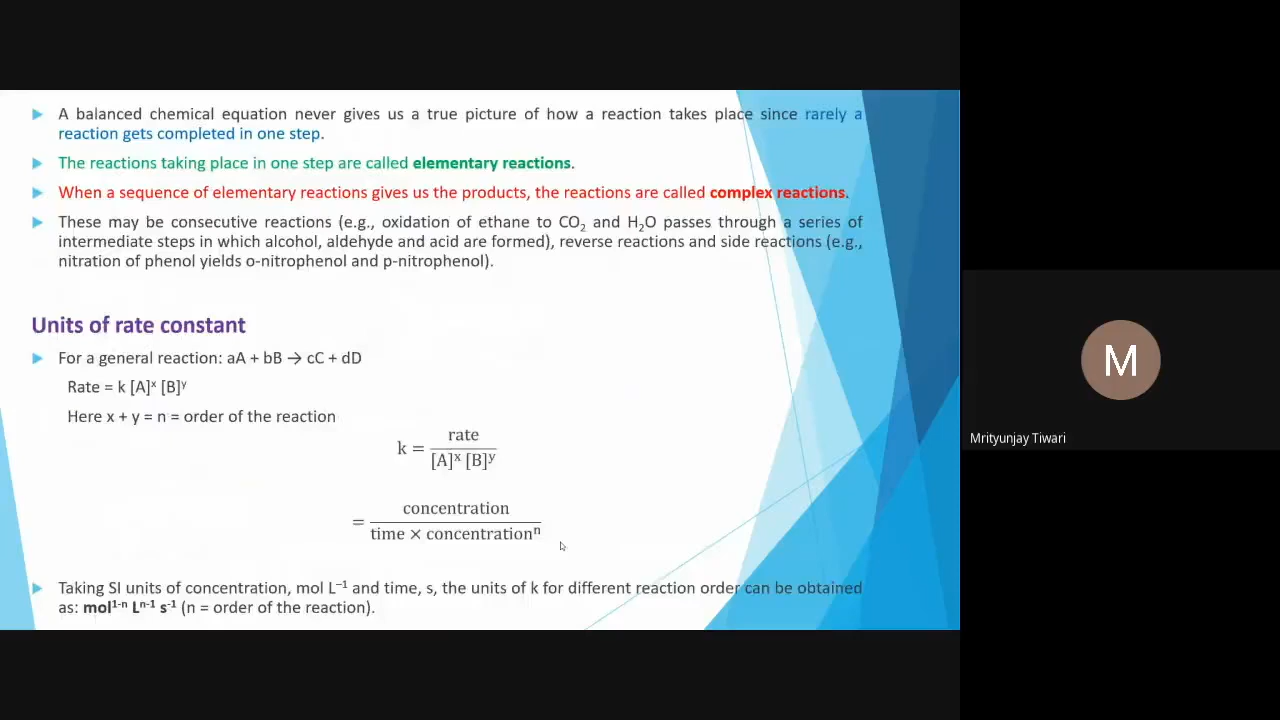 A balanced chemical equation never gives us a true picture of how a reaction takes place since rarely a
reaction gets completed in one step.
The reactions taking place in one step are called elementary reactions.
When a sequence of elementary reactions gives us the products, the reactions are called complex reactions.
These may be consecutive reactions (e.g., oxidation of ethane to CO₂ and H₂O passes through a series of
intermediate steps in which alcohol, aldehyde and acid are formed), reverse reactions and side reactions (e.g.,
nitration of phenol yields o-nitrophenol and p-nitrophenol).
Units of rate constant
For a general reaction: aA + bB → cC + dD
Rate = k [A]ˣ [B]ʸ
Here x + y = n = order of the reaction
rate
k =
[A]ˣ [B]ʸ
concentration
=
time × concentrationⁿ
Taking SI units of concentration, mol L⁻¹ and time, s, the units of k for different reaction order can be obtained
as: mol¹⁻ⁿ Lⁿ⁻¹ s⁻¹ (n = order of the reaction).
M
Mrityunjay Tiwari